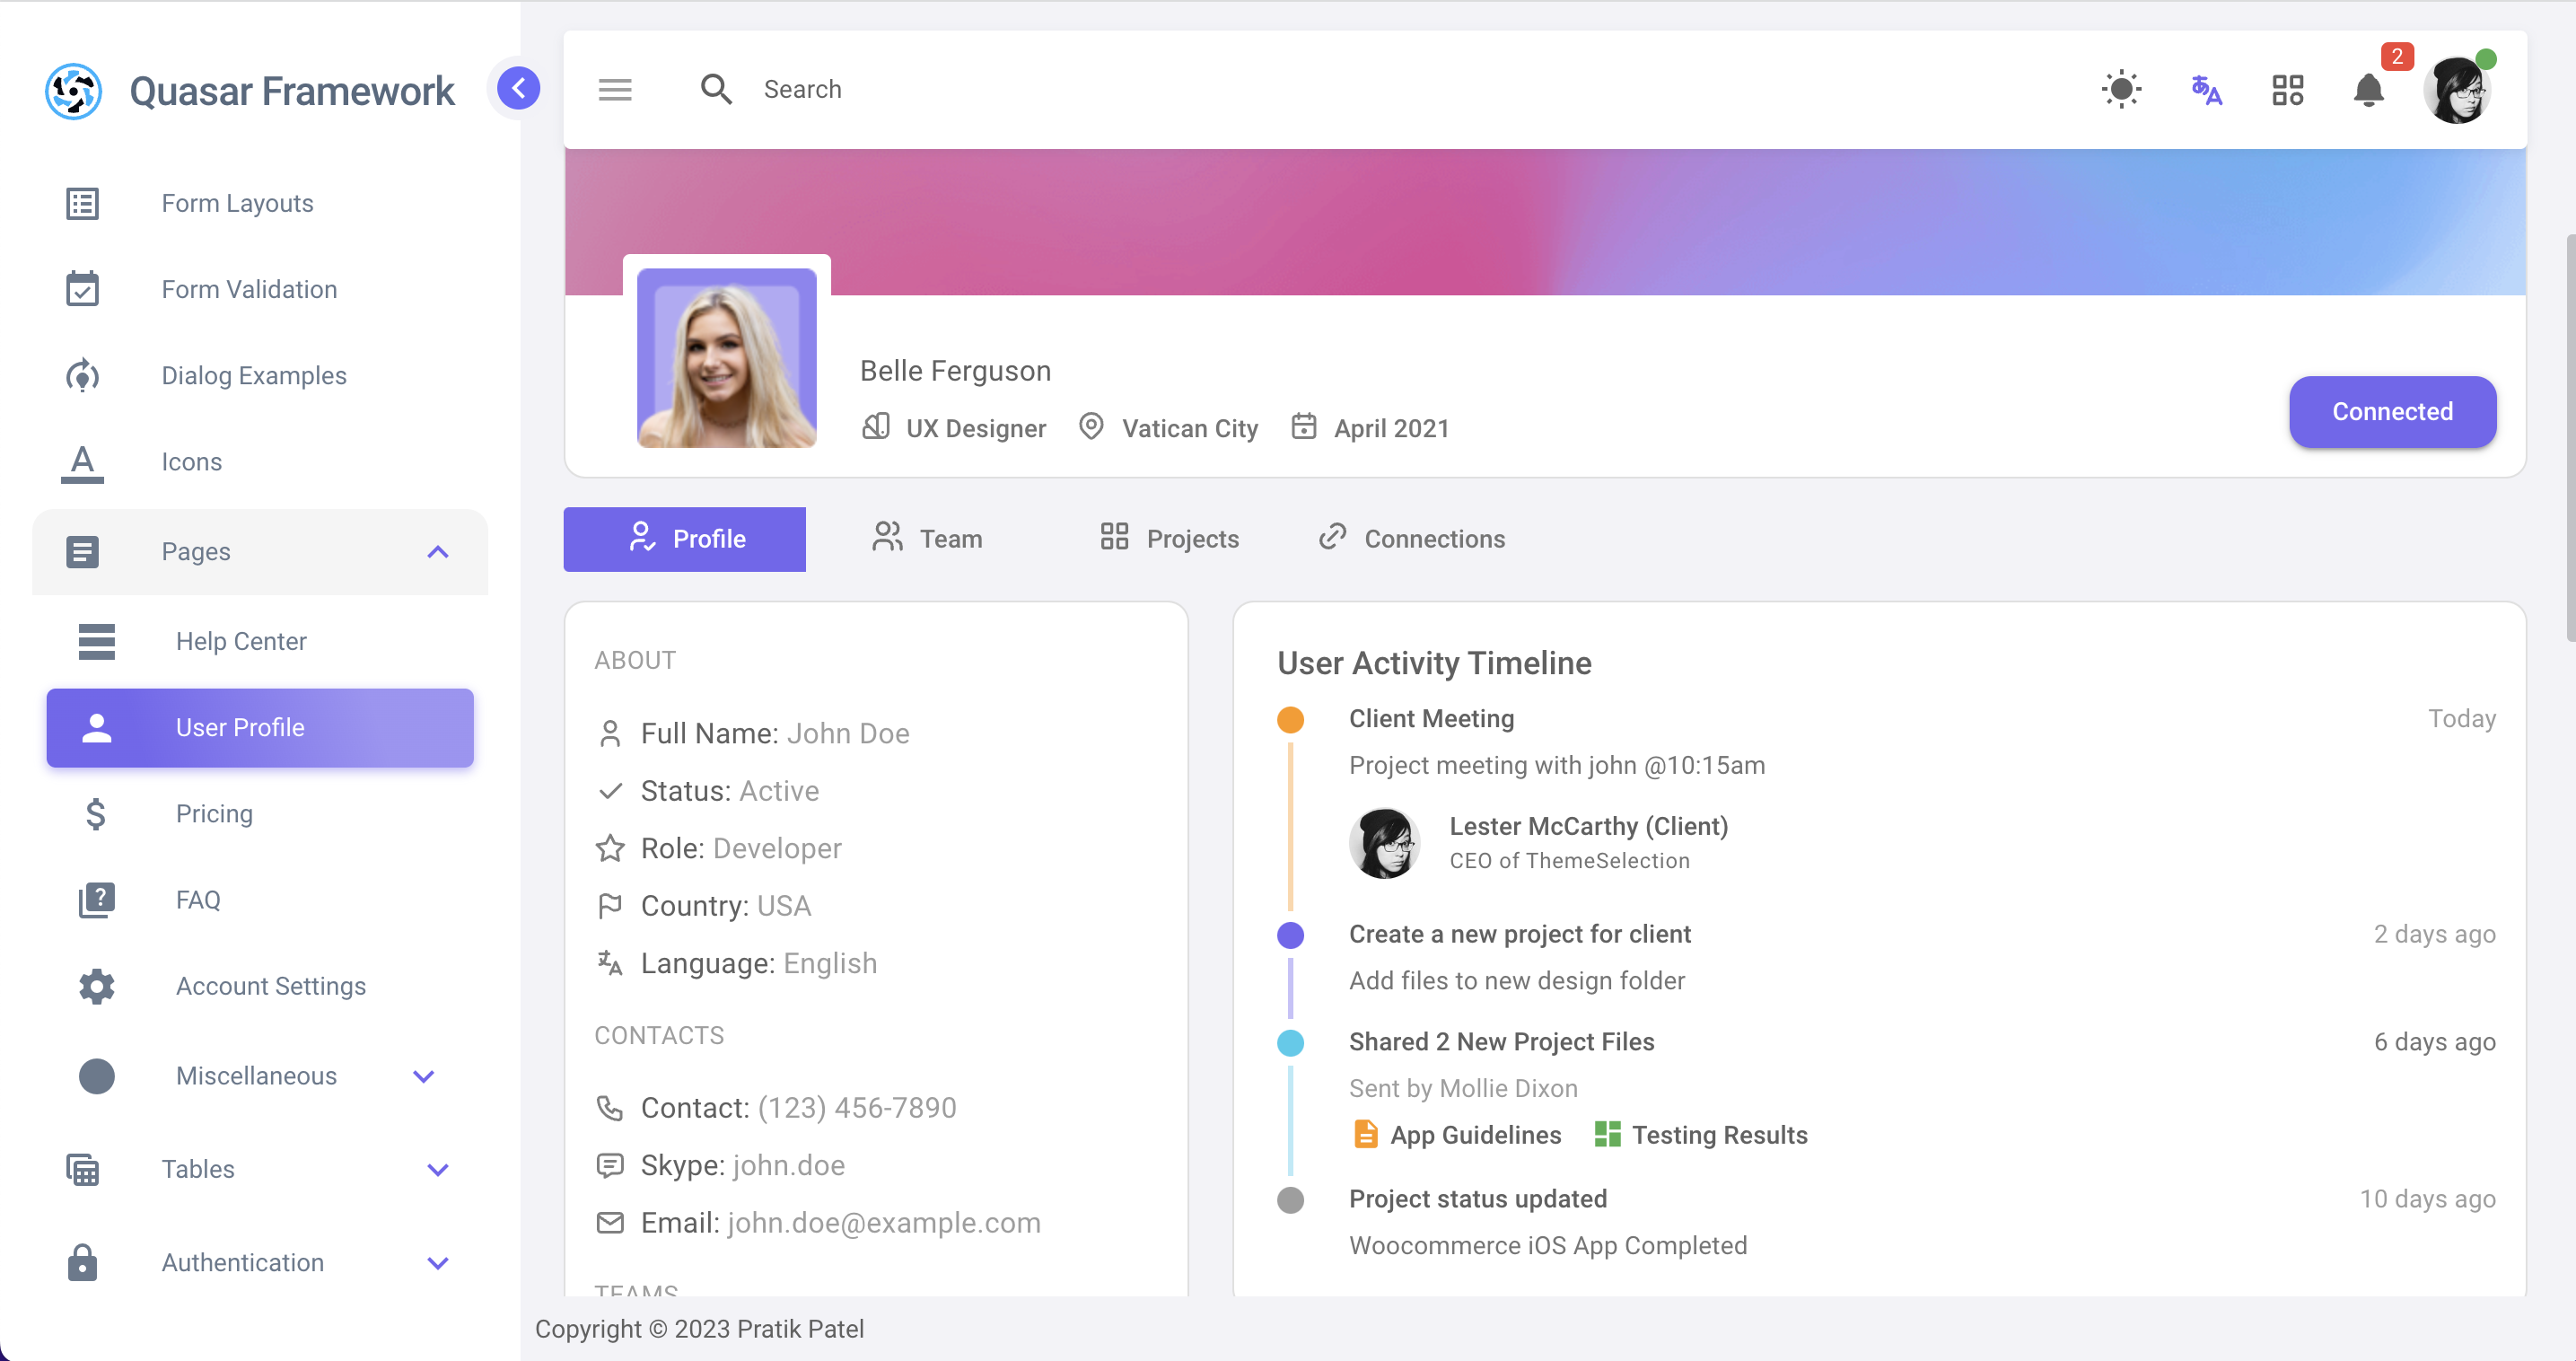 Quasar Framework
Form Layouts
Form Validation
Dialog Examples
Icons
Pages
Help Center
User Profile
Pricing
FAQ
Account Settings
Miscellaneous
Tables
Authentication
Search
2
Belle Ferguson
UX Designer Vatican City April 2021
Connected
Profile Team Projects Connections
ABOUT
Full Name: John Doe
Status: Active
Role: Developer
Country: USA
Language: English
CONTACTS
Contact: (123) 456-7890
Skype: john.doe
Email: john.doe@example.com
TEAMS
User Activity Timeline
Client Meeting Today
Project meeting with john @10:15am
Lester McCarthy (Client)
CEO of ThemeSelection
Create a new project for client 2 days ago
Add files to new design folder
Shared 2 New Project Files 6 days ago
Sent by Mollie Dixon
App Guidelines Testing Results
Project status updated 10 days ago
Woocommerce iOS App Completed
Copyright © 2023 Pratik Patel